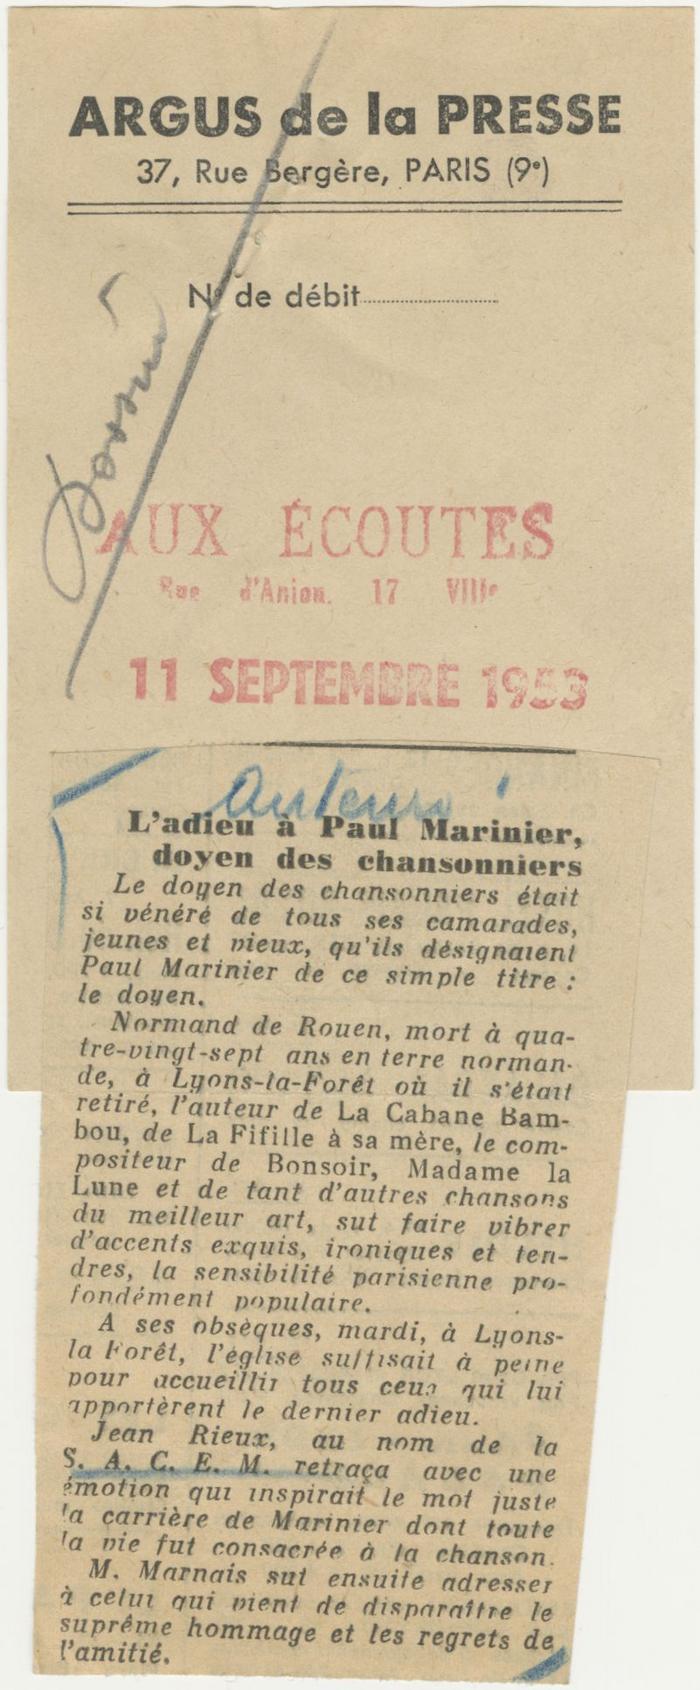 ARGUS de la PRESSE
37, Rue Bergère, PARIS (9e)
N° de débit
AUX ÉCOUTES
Rue d'Anjou. 17 Ville
11 SEPTEMBRE 1953
Auteurs
L'adieu à Paul Marinier,
doyen des chansonniers
Le doyen des chansonniers était
si vénéré de tous ses camarades,
jeunes et vieux, qu'ils désignaient
Paul Marinier de ce simple titre :
le doyen.
Normand de Rouen, mort à qua-
tre-vingt-sept ans en terre norman-
de, à Lyons-la-Forêt où il s'était
retiré, l'auteur de La Cabane Bam-
bou, de La Fifille à sa mère, le com-
positeur de Bonsoir, Madame la
Lune et de tant d'autres chansons
du meilleur art, sut faire vibrer
d'accents exquis, ironiques et ten-
dres, la sensibilité parisienne pro-
fondément populaire.
A ses obsèques, mardi, à Lyons-
la Forêt, l'église suffisait à peine
pour accueillir tous ceux qui lui
apportèrent le dernier adieu.
Jean Rieux, au nom de la
S. A. C. E. M. retraça avec une
émotion qui inspirait le mot juste
la carrière de Marinier dont toute
la vie fut consacrée à la chanson.
M. Marnais sut ensuite adresser
à celui qui vient de disparaître le
suprême hommage et les regrets de
l'amitié.